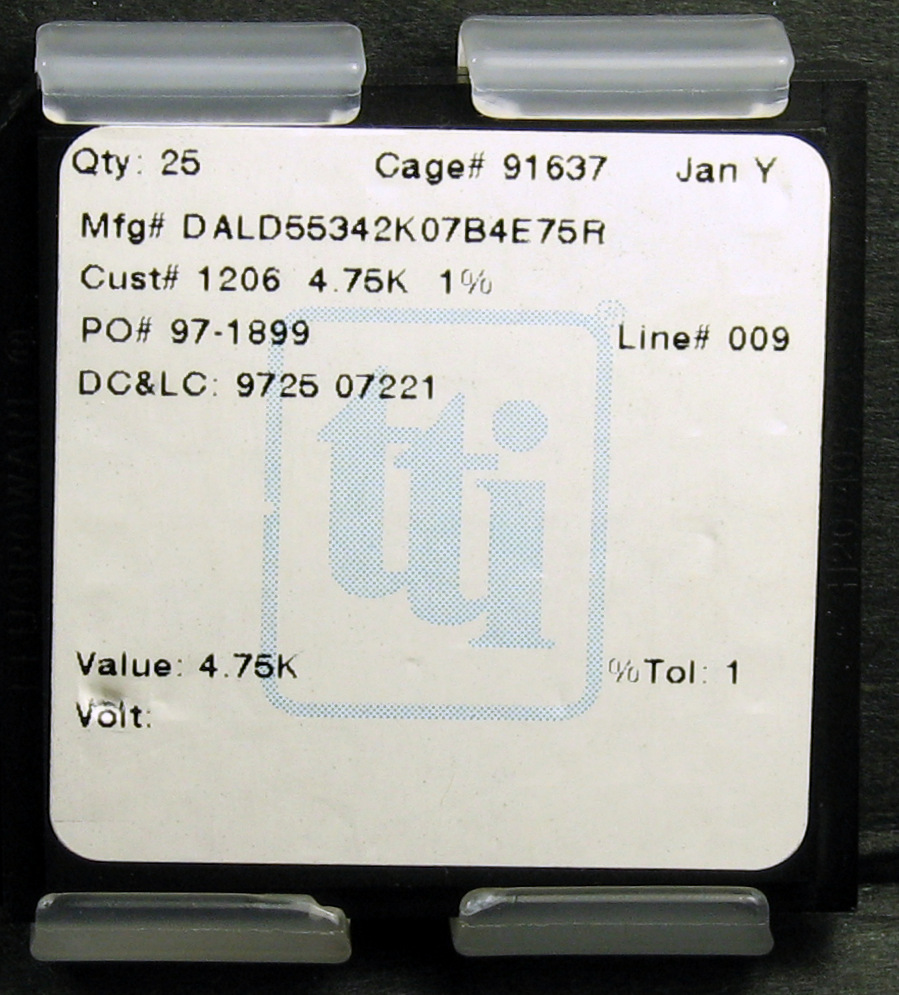 Qty: 25 Cage# 91637 Jan Y
Mfg# DALD55342K07B4E75R
Cust# 1206 4.75K 1%
PO# 97-1899 Line# 009
DC&LC: 9725 07221
tti
®
Value: 4.75K %Tol: 1
Volt: